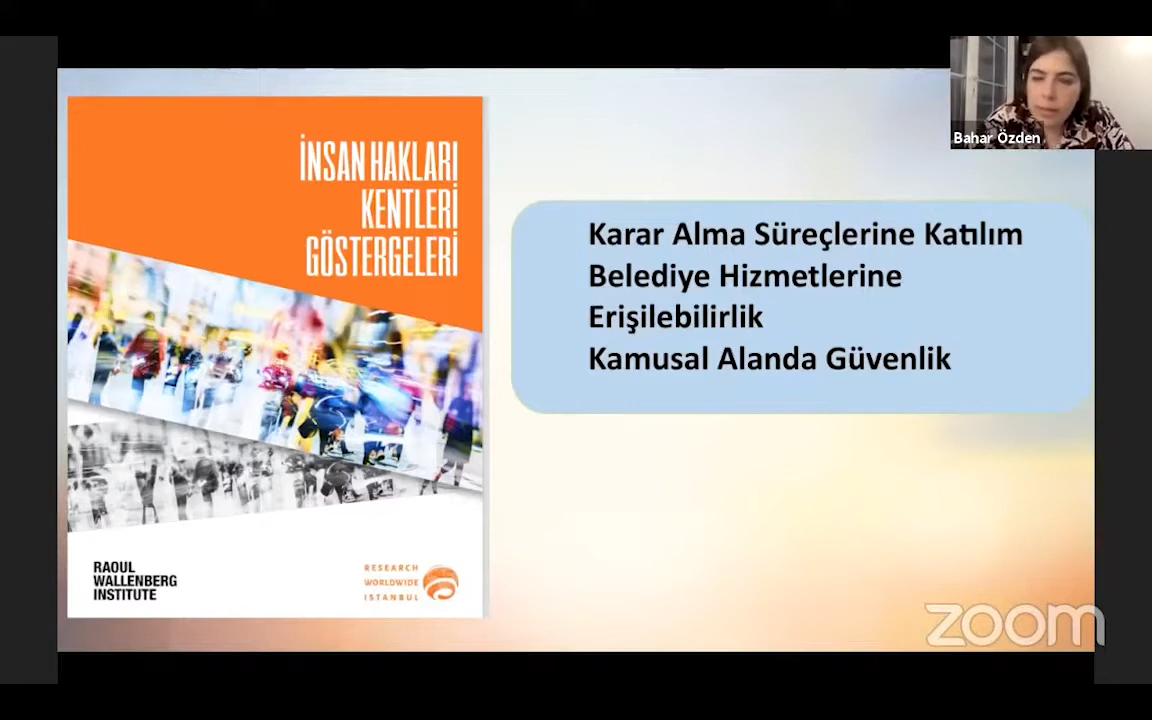 Bahar Özden
İNSAN HAKLARI
KENTLERİ
GÖSTERGELERİ
Karar Alma Süreçlerine Katılım
Belediye Hizmetlerine
Erişilebilirlik
Kamusal Alanda Güvenlik
RAOUL
WALLENBERG
INSTITUTE
RESEARCH
WORLDWIDE
ISTANBUL
zoom